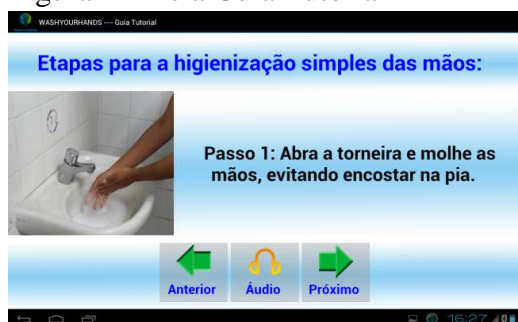 WASHYOURHANDS --- Guia Tutorial
Etapas para a higienização simples das mãos:
Passo 1: Abra a torneira e molhe as
mãos, evitando encostar na pia.
Anterior
Áudio
Próximo
16:27